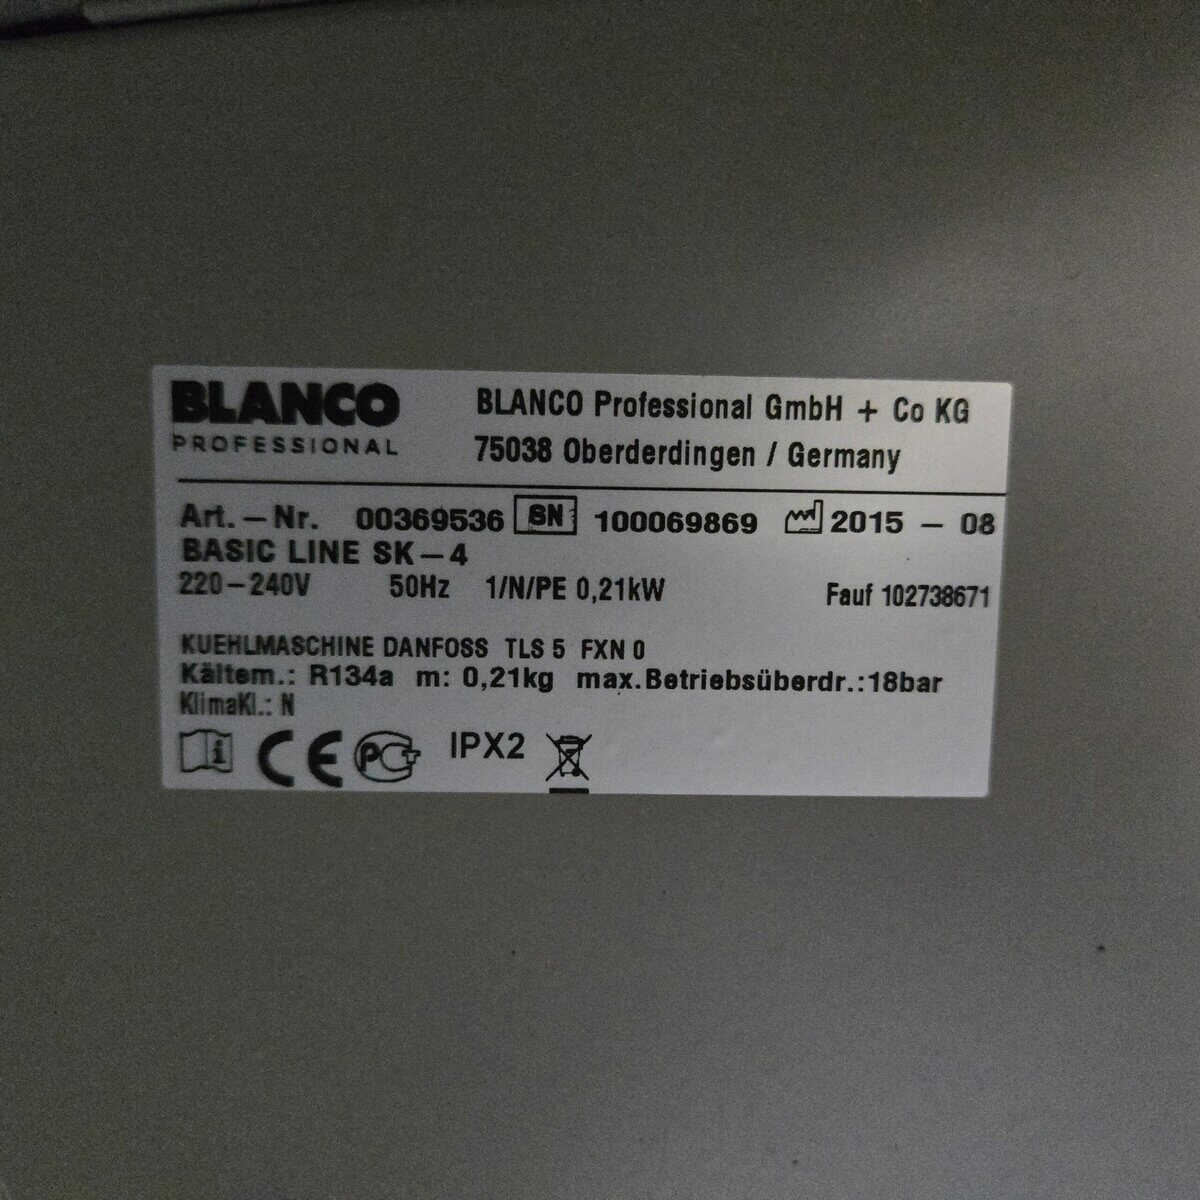 BLANCO
PROFESSIONAL
BLANCO Professional GmbH + Co KG
75038 Oberderdingen / Germany
Art.-Nr. 00369536 SN 100069869 2015 - 08
BASIC LINE SK-4
220-240V 50Hz 1/N/PE 0,21kW Fauf 102738671
KUEHLMASCHINE DANFOSS TLS 5 FXN 0
Kältem.: R134a m: 0,21kg max.Betriebsüberdr.:18bar
KlimaKl.: N
i CE PCT IPX2